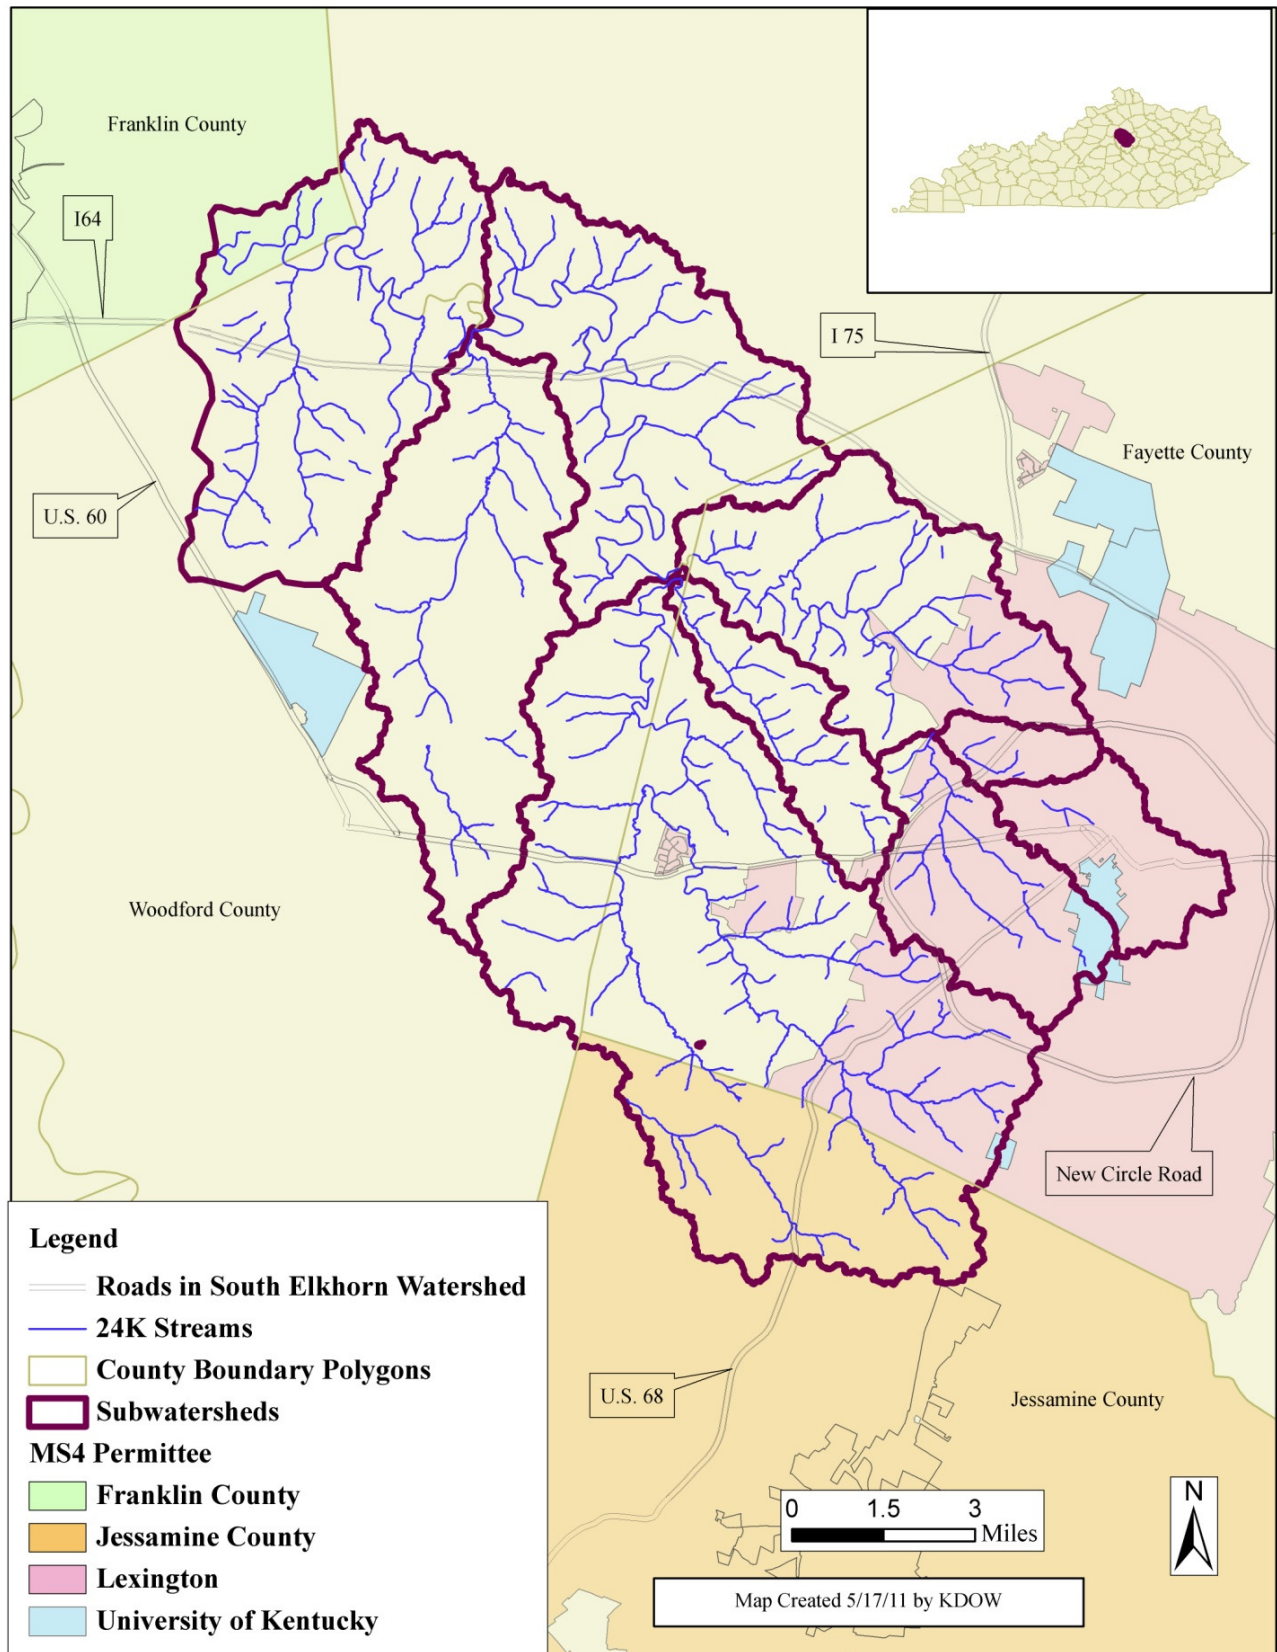 Franklin County
I64
I 75
Fayette County
U.S. 60
Woodford County
New Circle Road
Legend
Roads in South Elkhorn Watershed
24K Streams
County Boundary Polygons
Subwatersheds
MS4 Permittee
Franklin County
Jessamine County
Lexington
University of Kentucky
U.S. 68
Jessamine County
0 1.5 3
Miles
N
Map Created 5/17/11 by KDOW